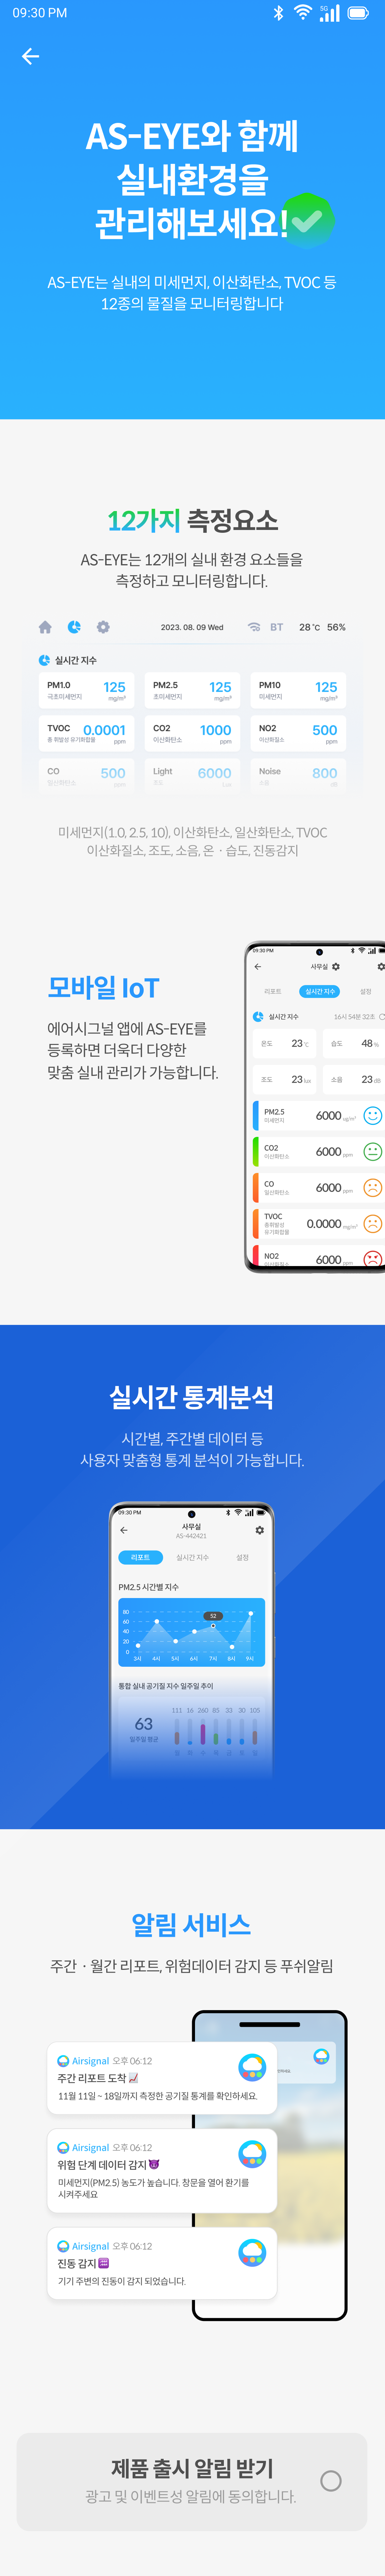 09:30 PM
5G
AS-EYE와 함께
실내환경을
관리해보세요!
AS-EYE는 실내의 미세먼지, 이산화탄소, TVOC 등
12종의 물질을 모니터링합니다
12가지 측정요소
AS-EYE는 12개의 실내 환경 요소들을
측정하고 모니터링합니다.
2023. 08. 09 Wed BT 28 °C 56%
실시간 지수
PM1.0 125
극초미세먼지 mg/m³
PM2.5 125
초미세먼지 mg/m³
PM10 125
미세먼지 mg/m³
TVOC 0.0001
총 휘발성 유기화합물 ppm
CO2 1000
이산화탄소 ppm
NO2 500
이산화질소 ppm
CO 500
일산화탄소 ppm
Light 6000
조도 Lux
Noise 800
소음 dB
미세먼지(1.0, 2.5, 10), 이산화탄소, 일산화탄소, TVOC
이산화질소, 조도, 소음, 온 · 습도, 진동감지
모바일 IoT
에어시그널 앱에 AS-EYE를
등록하면 더욱더 다양한
맞춤 실내 관리가 가능합니다.
09:30 PM
사무실
리포트 실시간 지수 설정
실시간 지수 16시 54분 32초
온도 23 °C
습도 48 %
조도 23 lux
소음 23 dB
PM2.5
미세먼지
6000 ug/m³
CO2
이산화탄소
6000 ppm
CO
일산화탄소
6000 ppm
TVOC
총휘발성
유기화합물
0.0000 mg/m³
NO2
이산화질소
6000 ppm
실시간 통계분석
시간별, 주간별 데이터 등
사용자 맞춤형 통계 분석이 가능합니다.
09:30 PM
사무실
AS-442421
리포트 실시간 지수 설정
PM2.5 시간별 지수
80
60
40
20
0
52
3시 4시 5시 6시 7시 8시 9시
통합 실내 공기질 지수 일주일 추이
63
일주일 평균
111 16 260 85 33 30 105
일 월 수 목 금 토 일
알림 서비스
주간 · 월간 리포트, 위험데이터 감지 등 푸쉬알림
Airsignal 오후 06:12
주간 리포트 도착
11월 11일 ~ 18일까지 측정한 공기질 통계를 확인하세요.
Airsignal 오후 06:12
위험 단계 데이터 감지
미세먼지(PM2.5) 농도가 높습니다. 창문을 열어 환기를
시켜주세요
Airsignal 오후 06:12
진동 감지
기기 주변의 진동이 감지 되었습니다.
제품 출시 알림 받기
광고 및 이벤트성 알림에 동의합니다.